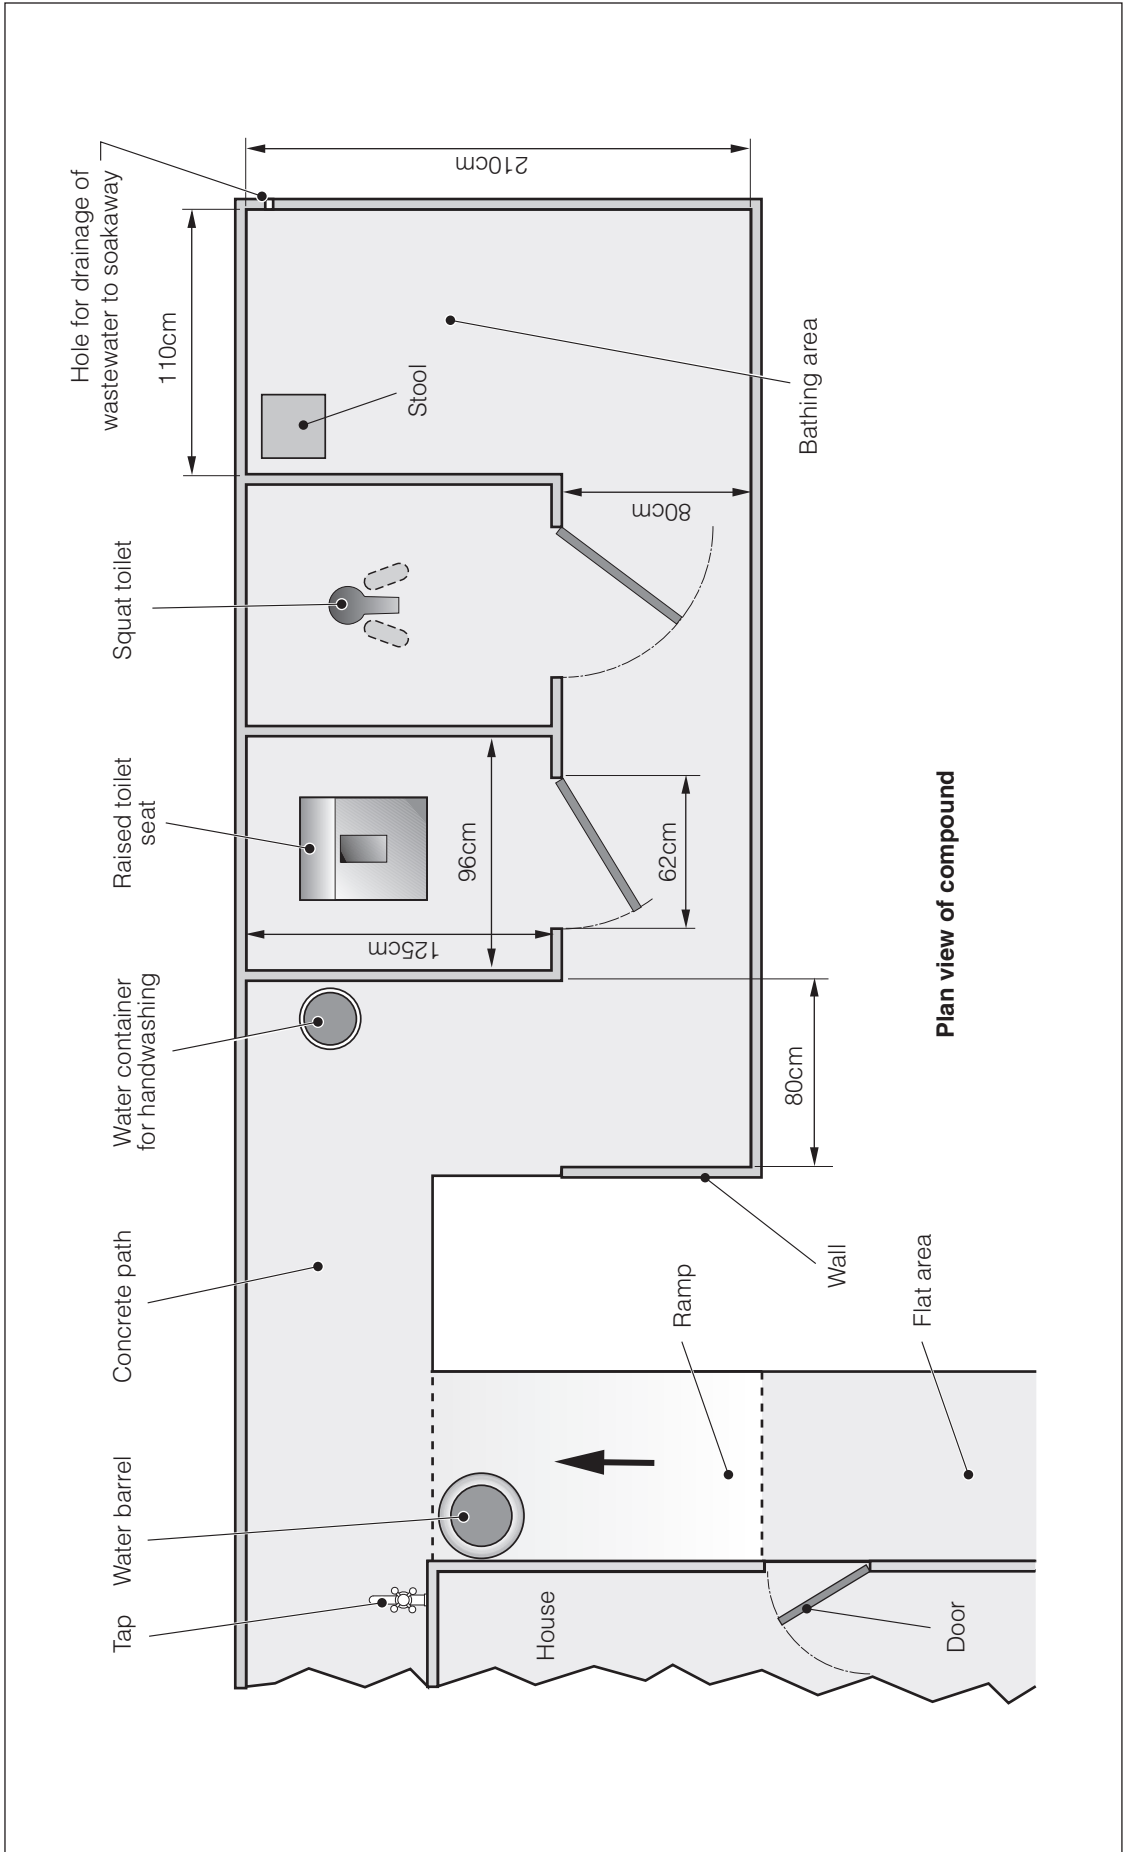 Tap
Water barrel
Concrete path
Water container
for handwashing
Raised toilet
seat
Squat toilet
Hole for drainage of
wastewater to soakaway
110cm
210cm
Stool
125cm
96cm
62cm
80cm
80cm
Bathing area
House
Ramp
Wall
Door
Flat area
Plan view of compound